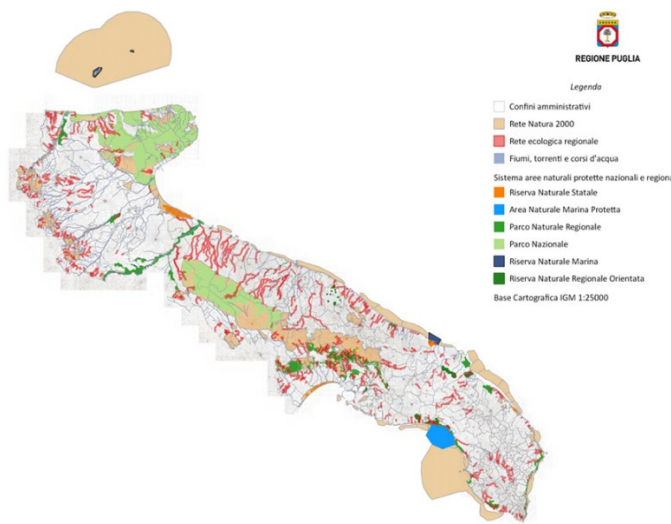 REGIONE PUGLIA
Legenda
Confini amministrativi
Rete Natura 2000
Rete ecologica regionale
Fiumi, torrenti e corsi d'acqua
Sistema aree naturali protette nazionali e regiona
Riserva Naturale Statale
Area Naturale Marina Protetta
Parco Naturale Regionale
Parco Nazionale
Riserva Naturale Marina
Riserva Naturale Regionale Orientata
Base Cartografica IGM 1:25000